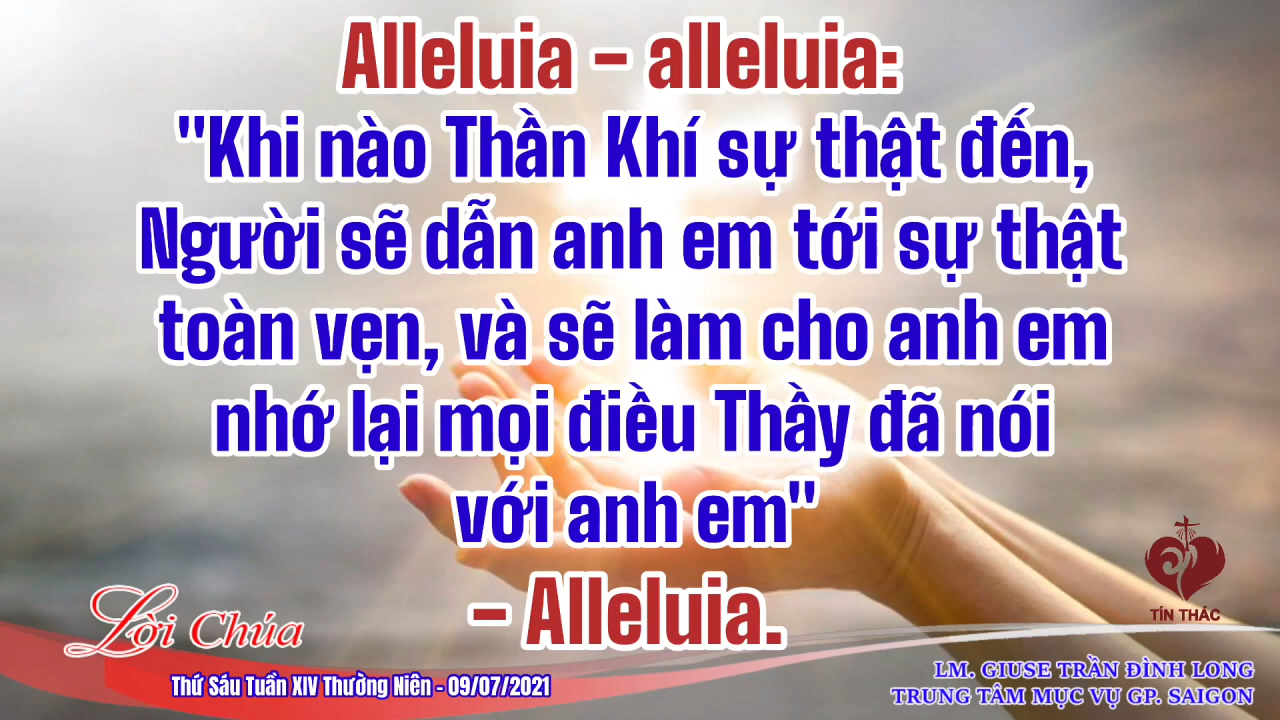 Alleluia - alleluia:
"Khi nào Thần Khí sự thật đến,
Người sẽ dẫn anh em tới sự thật
toàn vẹn, và sẽ làm cho anh em
nhớ lại mọi điều Thầy đã nói
với anh em"
- Alleluia.
TÍN THÁC
Lời Chúa
Thứ Sáu Tuần XIV Thường Niên - 09/07/2021
LM. GIUSE TRẦN ĐÌNH LONG
TRUNG TÂM MỤC VỤ GP. SAIGON